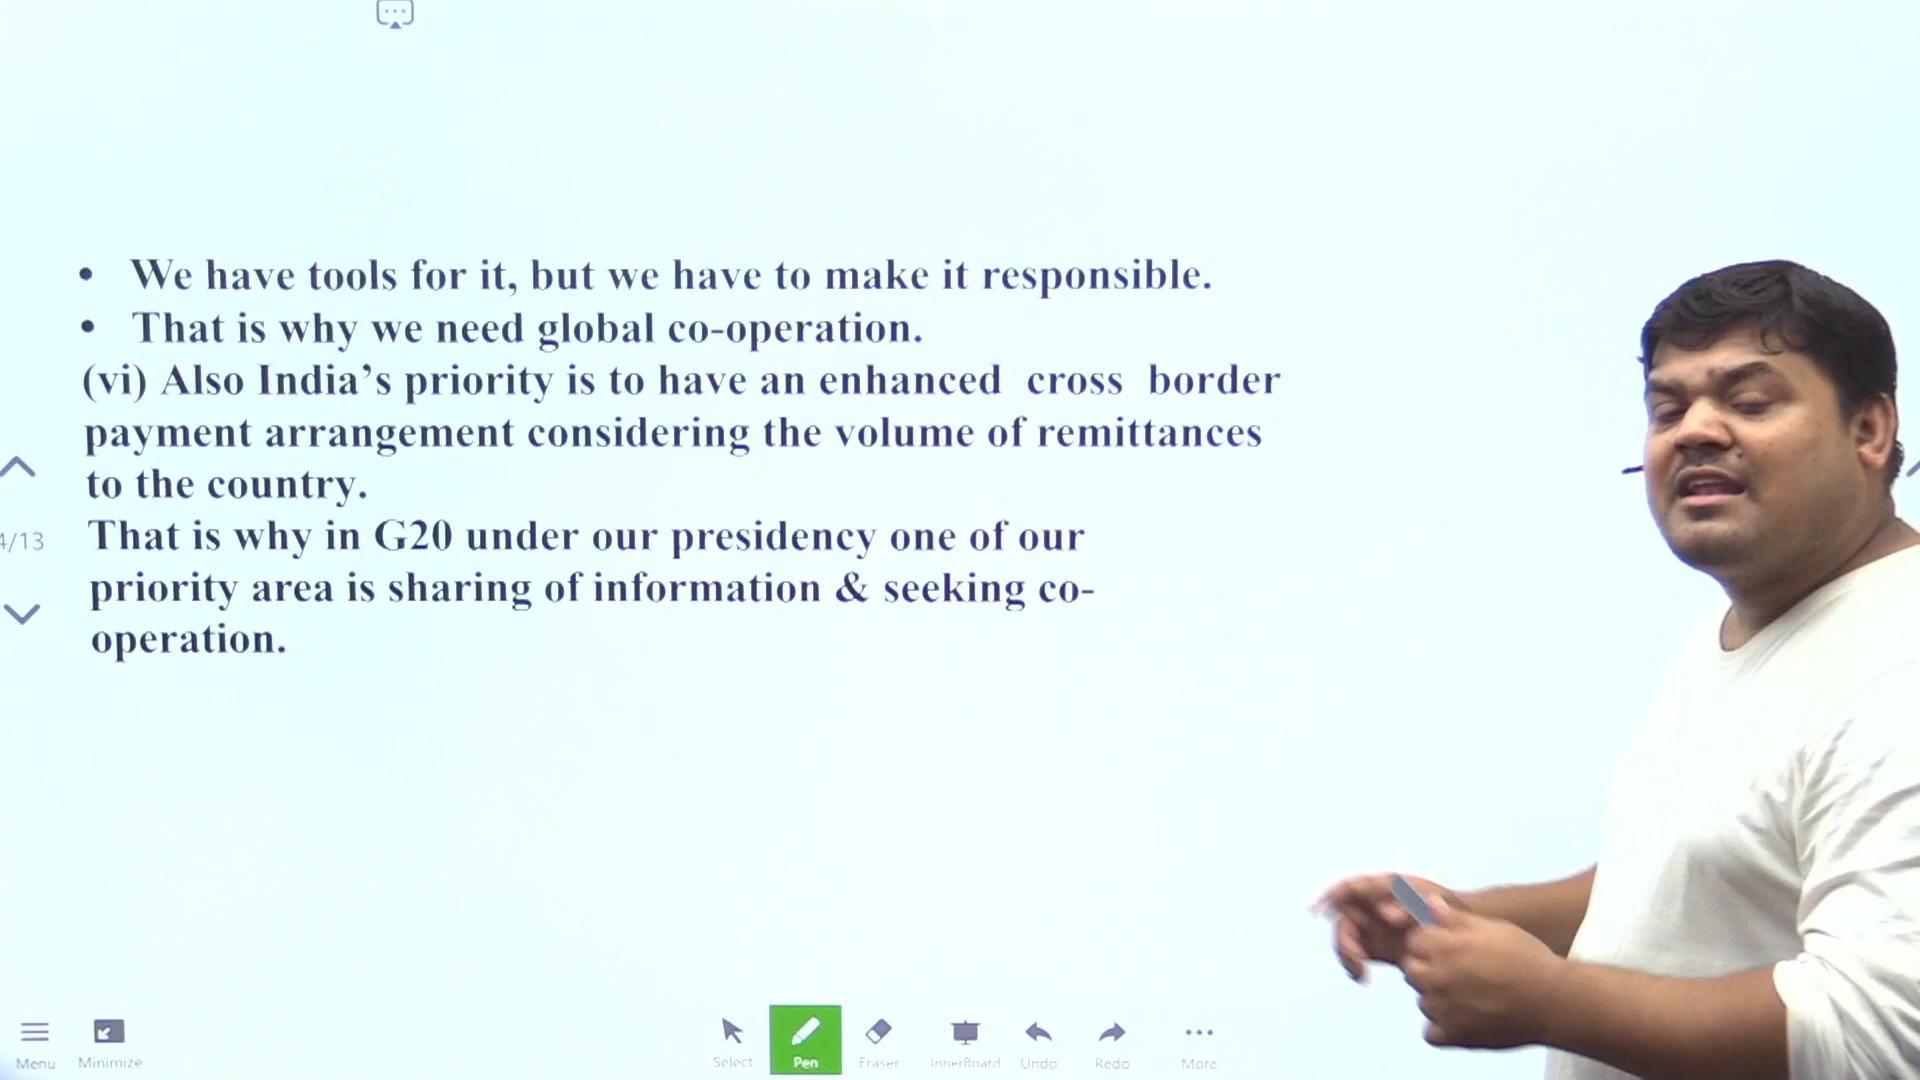 • We have tools for it, but we have to make it responsible.
• That is why we need global co-operation.
(vi) Also India’s priority is to have an enhanced cross border
payment arrangement considering the volume of remittances
to the country.
That is why in G20 under our presidency one of our
4/13
priority area is sharing of information & seeking co-
operation.
Menu
Minimize
Select
Pen
Eraser
InnerBoard
Undo
Redo
More